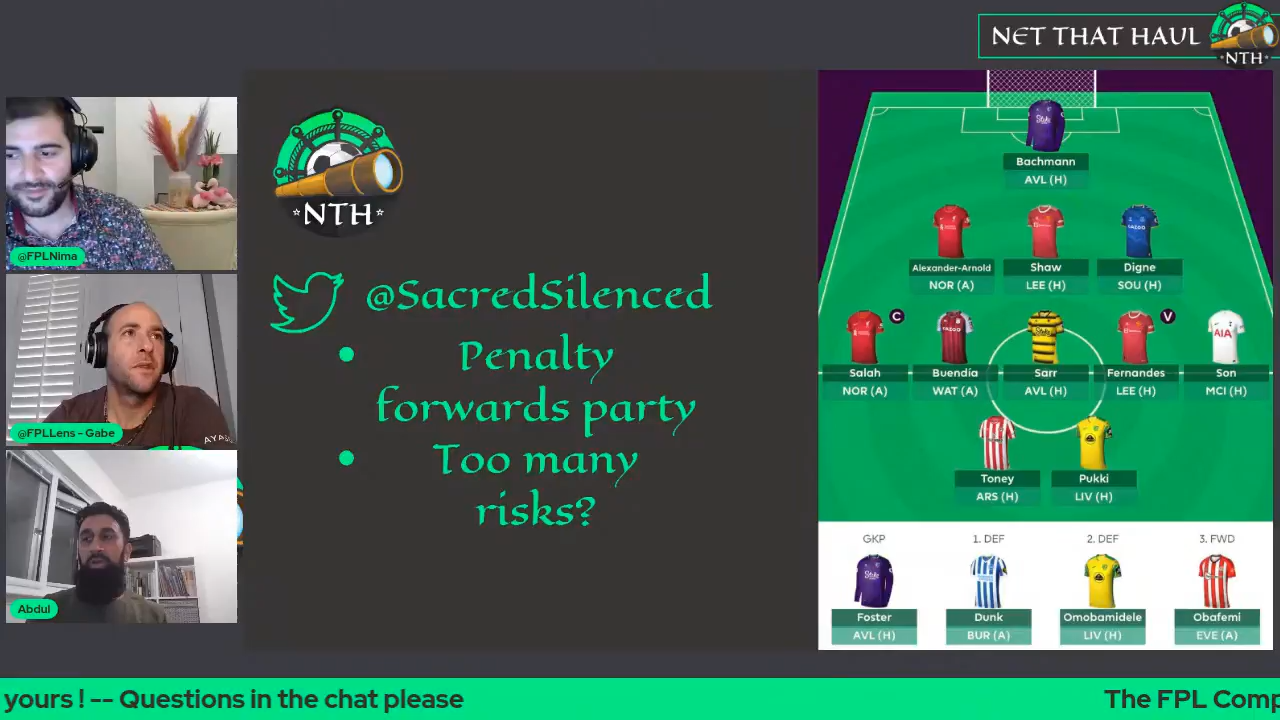 NET THAT HAUL
NTH
@FPLNima
@FPLLens - Gabe
Abdul
NTH
@SacredSilenced
Penalty
forwards party
Too many
risks?
Bachmann
AVL (H)
Alexander-Arnold
NOR (A)
Shaw
LEE (H)
Digne
SOU (H)
C
V
AIA
Salah
NOR (A)
Buendía
WAT (A)
Sarr
AVL (H)
Fernandes
LEE (H)
Son
MCI (H)
Toney
ARS (H)
Pukki
LIV (H)
GKP
1. DEF
2. DEF
3. FWD
Foster
AVL (H)
Dunk
BUR (A)
Omobamidele
LIV (H)
Obafemi
EVE (A)
yours ! -- Questions in the chat please
The FPL Comp